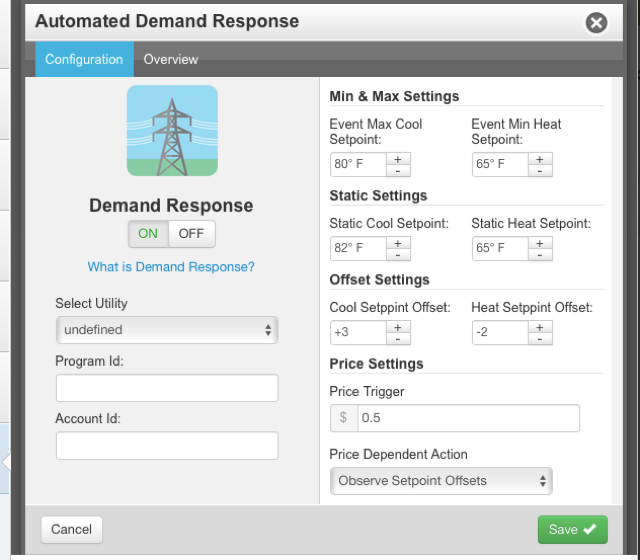 Automated Demand Response
Configuration
Overview
Demand Response
ON
OFF
What is Demand Response?
Select Utility
undefined
Program Id:
Account Id:
Min & Max Settings
Event Max Cool
Setpoint:
Event Min Heat
Setpoint:
80° F
+
-
65° F
+
-
Static Settings
Static Cool Setpoint:
Static Heat Setpoint:
82° F
+
-
65° F
+
-
Offset Settings
Cool Setppint Offset:
Heat Setppint Offset:
+3
+
-
-2
+
-
Price Settings
Price Trigger
$ 0.5
Price Dependent Action
Observe Setpoint Offsets
Cancel
Save